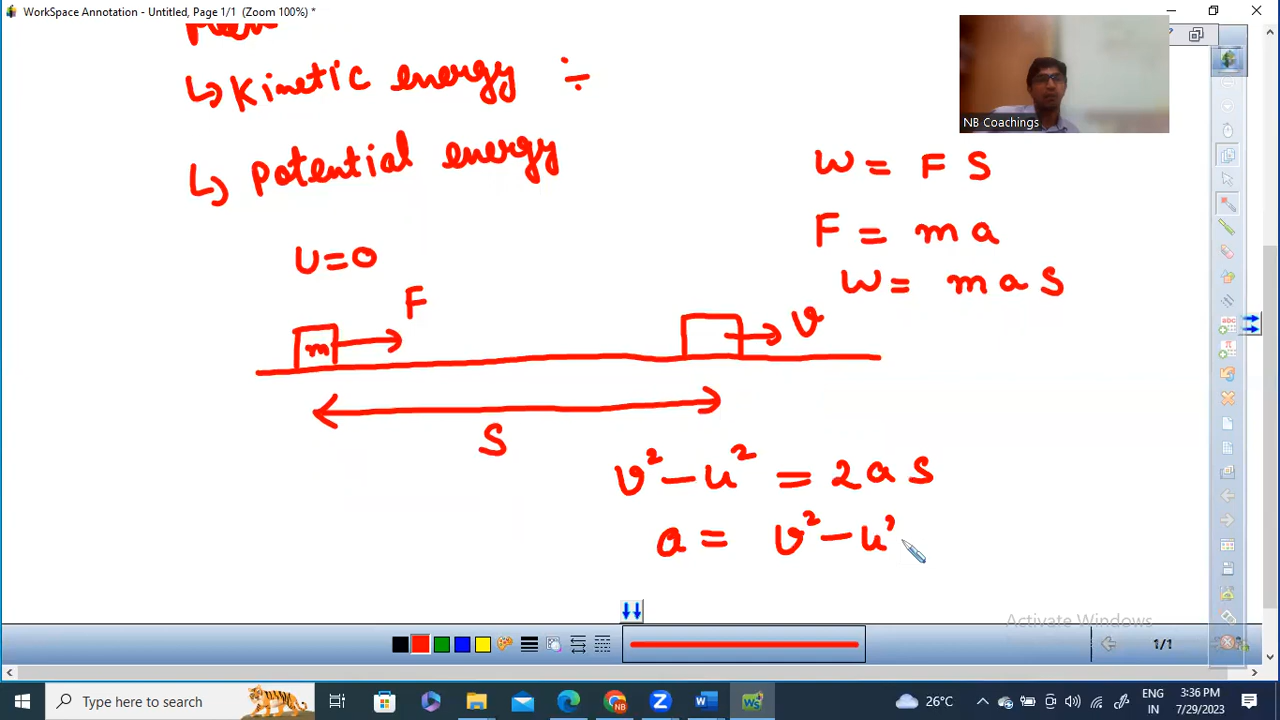 WorkSpace Annotation - Untitled, Page 1/1 (Zoom 100%) *
↳ Kinetic energy ÷
↳ Potential energy
NB Coachings
W = F S
F = m a
W = m a S
U=0
F
m
v
S
v² - u² = 2 a S
a = v² - u²
Activate Windows
1/1
Type here to search
26°C
ENG
IN
3:36 PM
7/29/2023